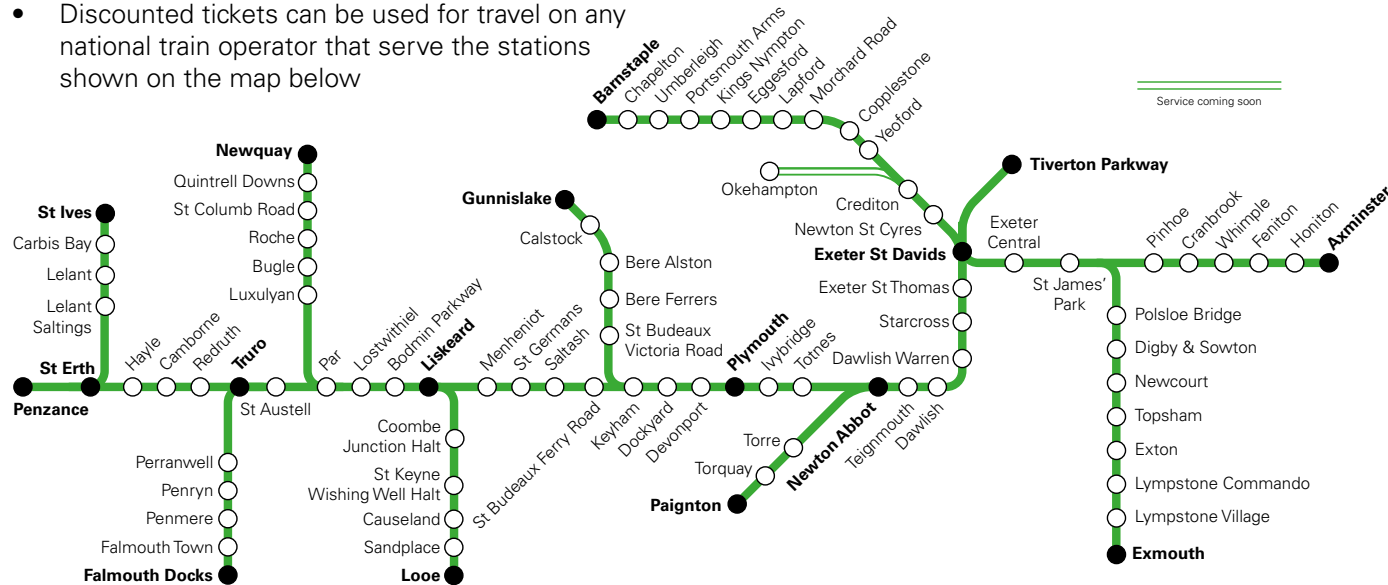 • Discounted tickets can be used for travel on any
national train operator that serve the stations
shown on the map below
Service coming soon
Barnstaple
Chapelton
Umberleigh
Portsmouth Arms
Kings Nympton
Eggesford
Lapford
Morchard Road
Copplestone
Yeoford
Okehampton
Crediton
Newton St Cyres
Exeter St Davids
Tiverton Parkway
Exeter
Central
St James'
Park
Pinhoe
Cranbrook
Whimple
Feniton
Honiton
Axminster
Polsloe Bridge
Digby & Sowton
Newcourt
Topsham
Exton
Lympstone Commando
Lympstone Village
Exmouth
Exeter St Thomas
Starcross
Dawlish Warren
Dawlish
Teignmouth
Newton Abbot
Torre
Torquay
Paignton
Totnes
Ivybridge
Plymouth
Devonport
Dockyard
Keyham
St Budeaux Ferry Road
Gunnislake
Calstock
Bere Alston
Bere Ferrers
St Budeaux
Victoria Road
Saltash
St Germans
Menheniot
Liskeard
Coombe
Junction Halt
St Keyne
Wishing Well Halt
Causeland
Sandplace
Looe
Bodmin Parkway
Lostwithiel
Par
Newquay
Quintrell Downs
St Columb Road
Roche
Bugle
Luxulyan
St Austell
Truro
Perranwell
Penryn
Penmere
Falmouth Town
Falmouth Docks
Redruth
Camborne
Hayle
St Ives
Carbis Bay
Lelant
Lelant
Saltings
St Erth
Penzance